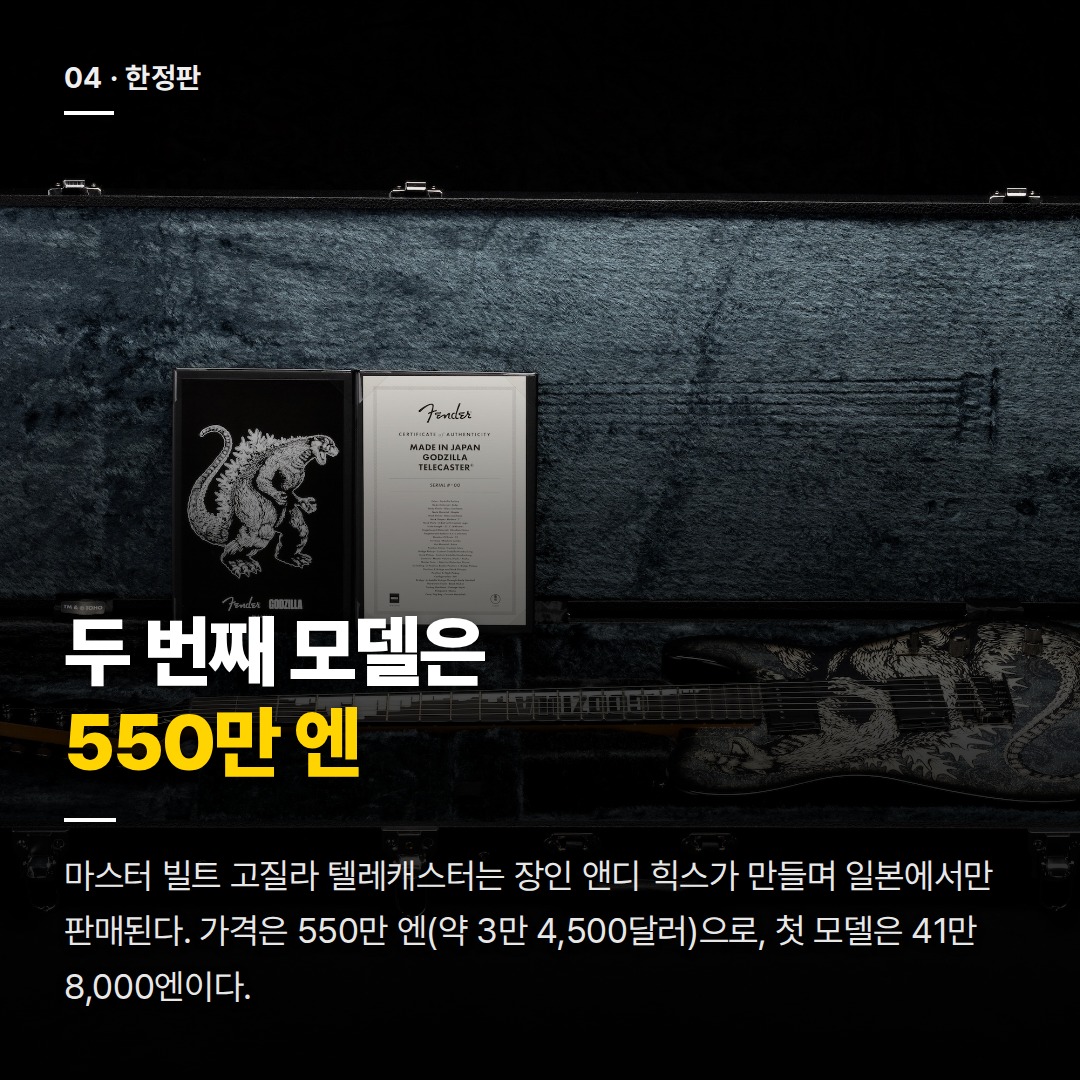 04 · 한정판
Fender
CERTIFICATE of AUTHENTICITY
MADE IN JAPAN
GODZILLA
TELECASTER
SERIAL #: 00
Fender GODZILLA
TM & © TOHO
두 번째 모델은
550만 엔
마스터 빌트 고질라 텔레캐스터는 장인 앤디 힉스가 만들며 일본에서만
판매된다. 가격은 550만 엔(약 3만 4,500달러)으로, 첫 모델은 41만
8,000엔이다.